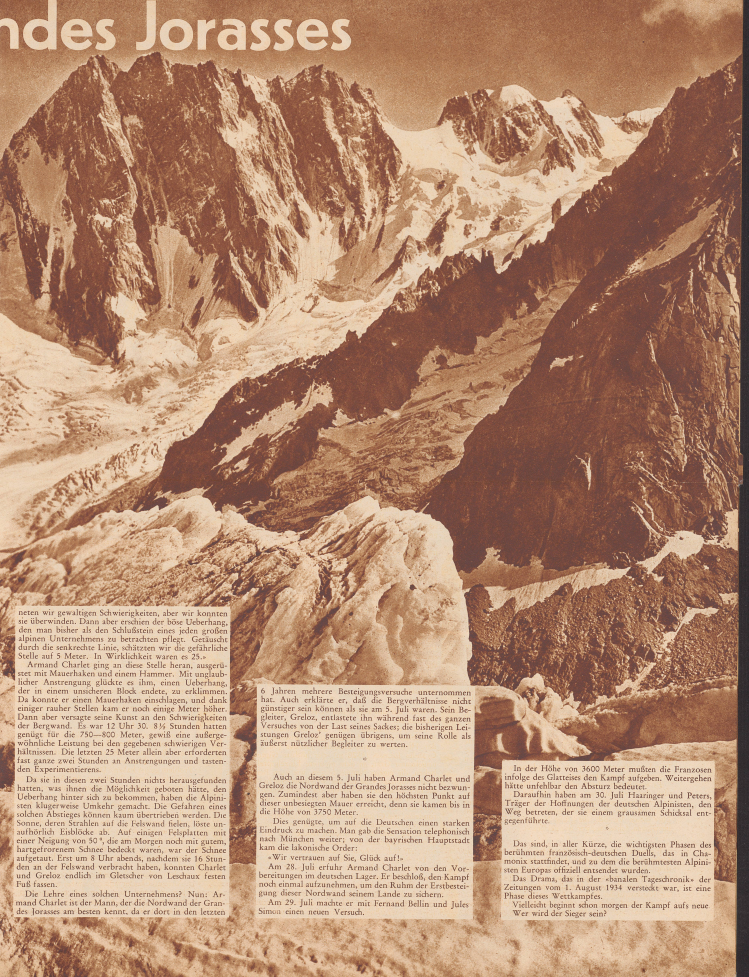 ndes Jorasses
neten wir gewaltigen Schwierigkeiten, aber wir konnten
sie überwinden. Dann aber erschien der böse Ueberhang,
den man bisher als den Schlußstein eines jeden großen
alpinen Unternehmens zu betrachten pflegt. Getäuscht
durch die senkrechte Linie, schätzten wir die gefährliche
Stelle auf 5 Meter. In Wirklichkeit waren es 25.»
Armand Charlet ging an diese Stelle heran, ausgerü-
stet mit Mauerhaken und einem Hammer. Mit unglaub-
licher Anstrengung glückte es ihm, einen Ueberhang,
der in einem unsicheren Block endete, zu erklimmen.
Da konnte er einen Mauerhaken einschlagen, und dank
einiger rauher Stellen kam er noch einige Meter höher.
Dann aber versagte seine Kunst an den Schwierigkeiten
der Bergwand. Es war 12 Uhr 30. 8½ Stunden hatten
genügt für die 750—800 Meter, gewiß eine außerge-
wöhnliche Leistung bei den gegebenen schwierigen Ver-
hältnissen. Die letzten 25 Meter allein aber erforderten
fast ganze zwei Stunden an Anstrengungen und tasten-
den Experimentierens.
Da sie in diesen zwei Stunden nichts herausgefunden
hatten, was ihnen die Möglichkeit geboten hätte, den
Ueberhang hinter sich zu bekommen, haben die Alpini-
sten klugerweise Umkehr gemacht. Die Gefahren eines
solchen Abstieges können kaum übertrieben werden. Die
Sonne, deren Strahlen auf die Felswand fielen, löste un-
aufhörlich Eisblöcke ab. Auf einigen Felsplatten mit
einer Neigung von 50°, die am Morgen noch mit gutem,
hartgefrorenem Schnee bedeckt waren, war der Schnee
aufgetaut. Erst um 8 Uhr abends, nachdem sie 16 Stun-
den an der Felswand verbracht haben, konnten Charlet
und Greloz endlich im Gletscher von Leschaux festen
Fuß fassen.
Die Lehre eines solchen Unternehmens? Nun: Ar-
mand Charlet ist der Mann, der die Nordwand der Gran-
des Jorasses am besten kennt, da er dort in den letzten
6 Jahren mehrere Besteigungsversuche unternommen
hat. Auch erklärte er, daß die Bergverhältnisse nicht
günstiger sein können als sie am 5. Juli waren. Sein Be-
gleiter, Greloz, entlastete ihn während fast des ganzen
Versuches von der Last seines Sackes; die bisherigen Lei-
stungen Greloz' genügen übrigens, um seine Rolle als
äußerst nützlicher Begleiter zu werten.
Auch an diesem 5. Juli haben Armand Charlet und
Greloz die Nordwand der Grandes Jorasses nicht bezwun-
gen. Zumindest aber haben sie den höchsten Punkt auf
dieser unbesiegten Mauer erreicht, denn sie kamen bis in
die Höhe von 3750 Meter.
Dies genügte, um auf die Deutschen einen starken
Eindruck zu machen. Man gab die Sensation telephonisch
nach München weiter; von der bayrischen Hauptstadt
kam die lakonische Order:
»Wir vertrauen auf Sie, Glück auf!«
Am 28. Juli erfuhr Armand Charlet von den Vor-
bereitungen im deutschen Lager. Er beschloß, den Kampf
noch einmal aufzunehmen, um den Ruhm der Erstbestei-
gung dieser Nordwand seinem Lande zu sichern.
Am 29. Juli machte er mit Fernand Bellin und Jules
Simon einen neuen Versuch.
In der Höhe von 3600 Meter mußten die Franzosen
infolge des Glatteises den Kampf aufgeben. Weitergehen
hätte unfehlbar den Absturz bedeutet.
Daraufhin haben am 30. Juli Haaringer und Peters,
Träger der Hoffnungen der deutschen Alpinisten, den
Weg betreten, der sie einem grausamen Schicksal ent-
gegenführte.
Das sind, in aller Kürze, die wichtigsten Phasen des
berühmten französisch-deutschen Duells, das in Cha-
monix stattfindet, und zu dem die berühmtesten Alpini-
sten Europas offiziell entsendet wurden.
Das Drama, das in der »banalen Tageschronik« der
Zeitungen vom 1. August 1934 versteckt war, ist eine
Phase dieses Wettkampfes.
Vielleicht beginnt schon morgen der Kampf aufs neue
Wer wird der Sieger sein?